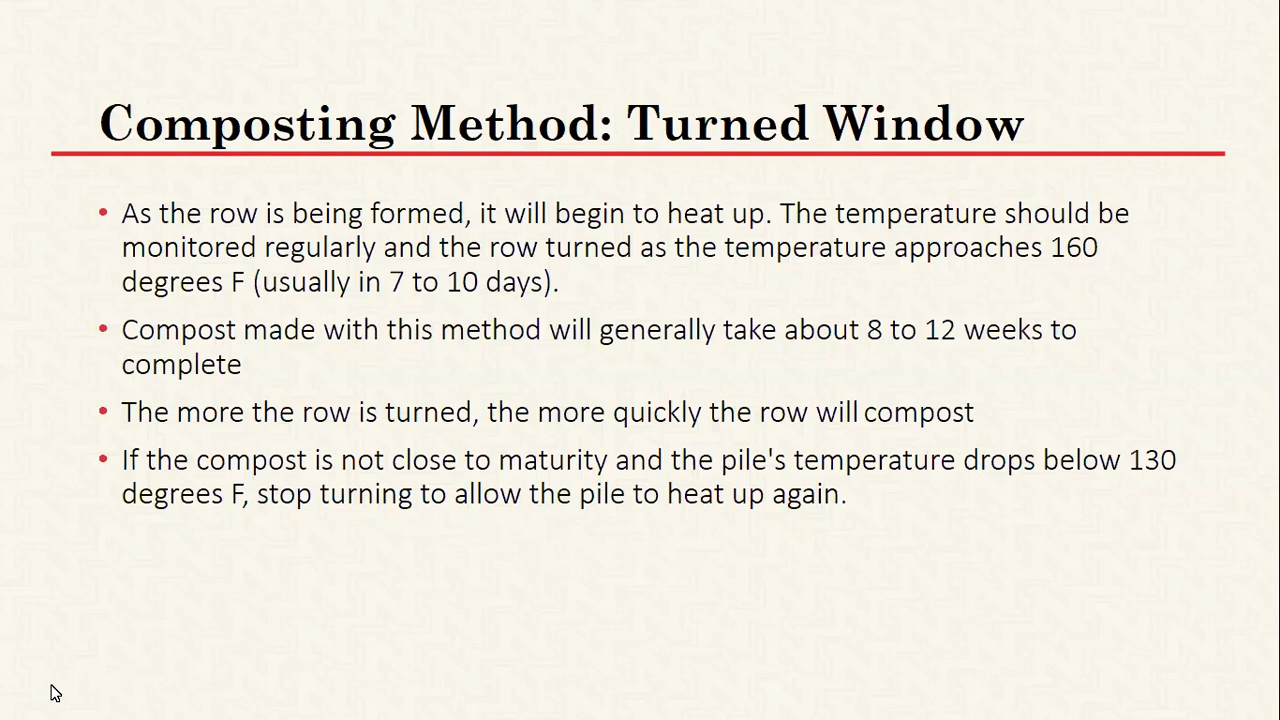 Composting Method: Turned Window
• As the row is being formed, it will begin to heat up. The temperature should be
monitored regularly and the row turned as the temperature approaches 160
degrees F (usually in 7 to 10 days).
• Compost made with this method will generally take about 8 to 12 weeks to
complete
• The more the row is turned, the more quickly the row will compost
• If the compost is not close to maturity and the pile's temperature drops below 130
degrees F, stop turning to allow the pile to heat up again.